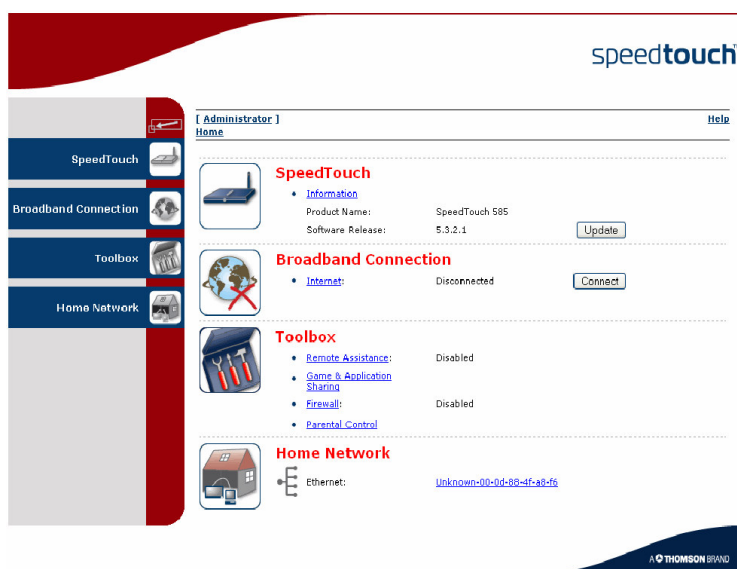 speedtouch™
[ Administrator ]
Help
Home
SpeedTouch
Broadband Connection
Toolbox
Home Network
SpeedTouch
Information
Product Name: SpeedTouch 585
Software Release: 5.3.2.1 Update
Broadband Connection
Internet: Disconnected Connect
Toolbox
Remote Assistance: Disabled
Game & Application
Sharing
Firewall: Disabled
Parental Control
Home Network
Ethernet: Unknown-00-0d-88-4f-a8-f6
A THOMSON BRAND